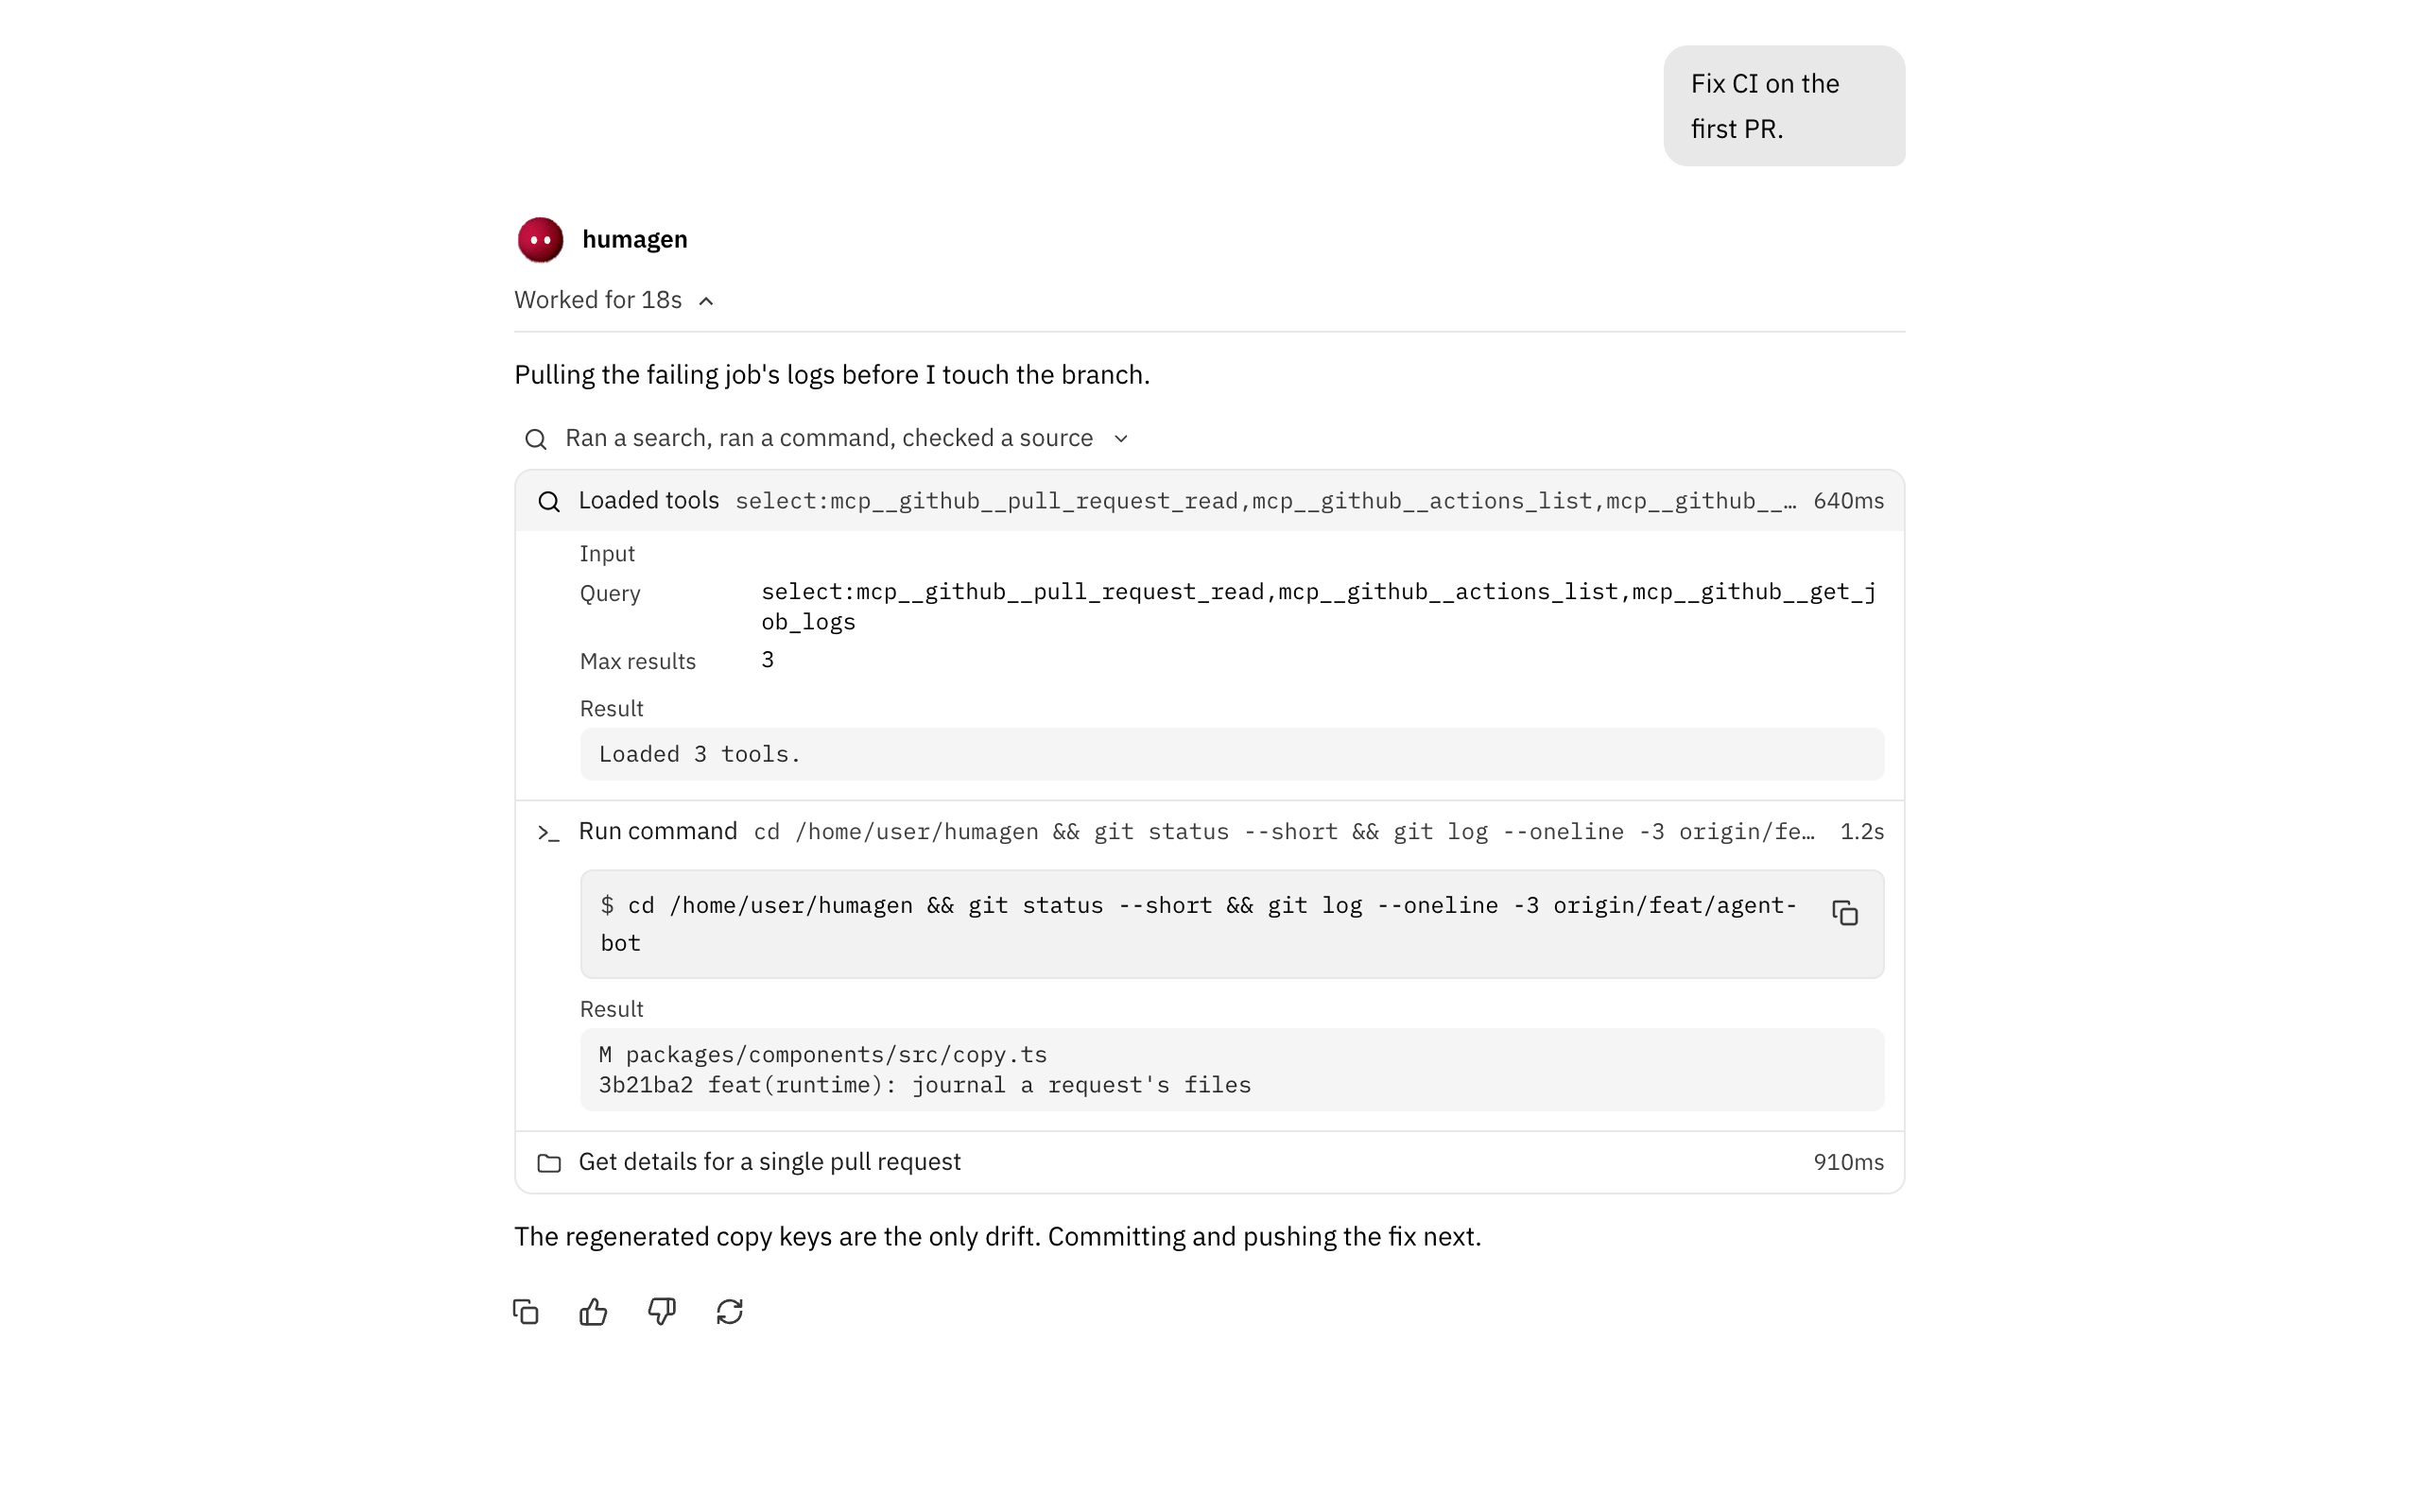 Fix CI on the
first PR.
humagen
Worked for 18s
Pulling the failing job's logs before I touch the branch.
Ran a search, ran a command, checked a source
Loaded tools select:mcp__github__pull_request_read,mcp__github__actions_list,mcp__github__… 640ms
Input
Query select:mcp__github__pull_request_read,mcp__github__actions_list,mcp__github__get_j
ob_logs
Max results 3
Result
Loaded 3 tools.
Run command cd /home/user/humagen && git status --short && git log --oneline -3 origin/fe… 1.2s
$ cd /home/user/humagen && git status --short && git log --oneline -3 origin/feat/agent-
bot
Result
M packages/components/src/copy.ts
3b21ba2 feat(runtime): journal a request's files
Get details for a single pull request 910ms
The regenerated copy keys are the only drift. Committing and pushing the fix next.